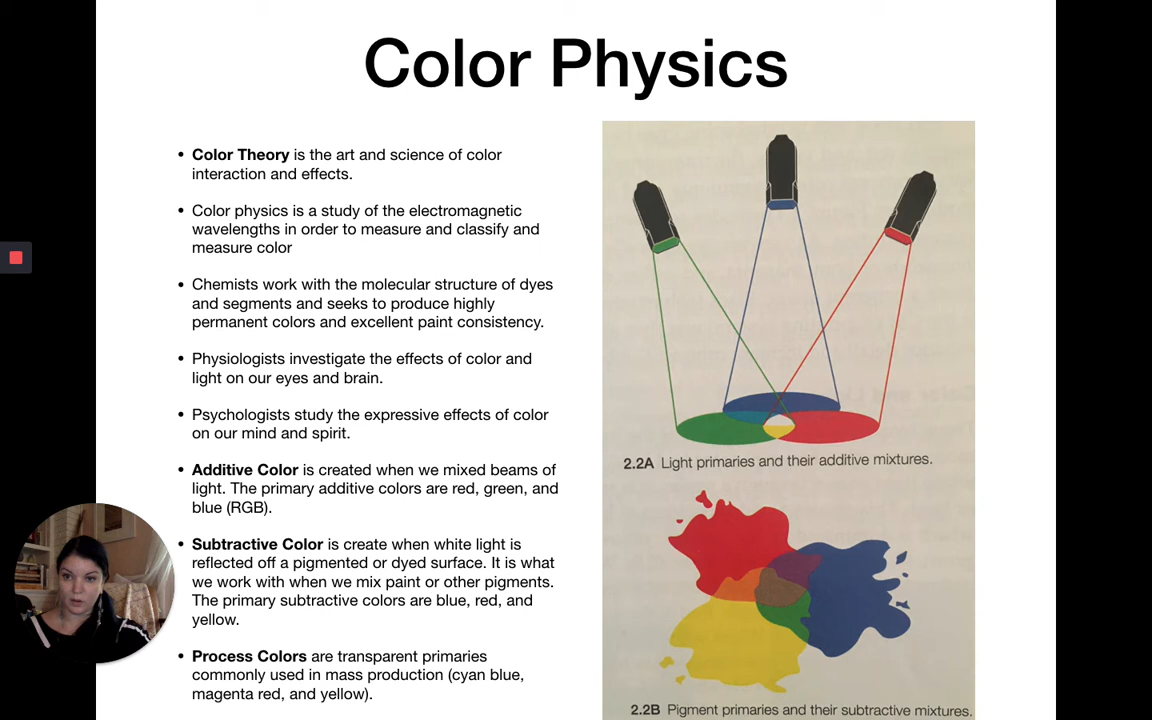 Color Physics
• Color Theory is the art and science of color
interaction and effects.
• Color physics is a study of the electromagnetic
wavelengths in order to measure and classify and
measure color
• Chemists work with the molecular structure of dyes
and segments and seeks to produce highly
permanent colors and excellent paint consistency.
• Physiologists investigate the effects of color and
light on our eyes and brain.
• Psychologists study the expressive effects of color
on our mind and spirit.
• Additive Color is created when we mixed beams of
light. The primary additive colors are red, green, and
blue (RGB).
• Subtractive Color is create when white light is
reflected off a pigmented or dyed surface. It is what
we work with when we mix paint or other pigments.
The primary subtractive colors are blue, red, and
yellow.
• Process Colors are transparent primaries
commonly used in mass production (cyan blue,
magenta red, and yellow).
2.2A Light primaries and their additive mixtures.
2.2B Pigment primaries and their subtractive mixtures.